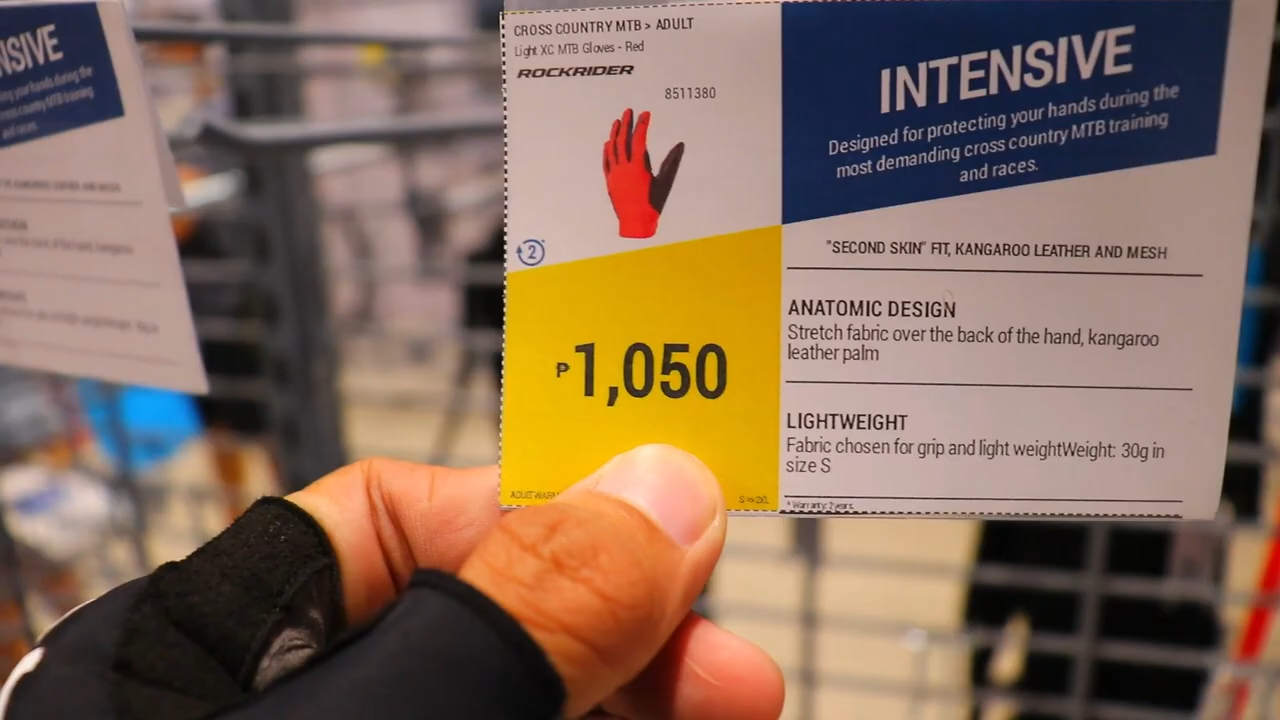 NSIVE
CROSS COUNTRY MTB > ADULT
Light XC MTB Gloves - Red
ROCKRIDER
8511380
2
₱1,050
S => 2XL
INTENSIVE
Designed for protecting your hands during the
most demanding cross country MTB training
and races.
"SECOND SKIN" FIT, KANGAROO LEATHER AND MESH
ANATOMIC DESIGN
Stretch fabric over the back of the hand, kangaroo
leather palm
LIGHTWEIGHT
Fabric chosen for grip and light weightWeight: 30g in
size S
* Warranty: 2 years.